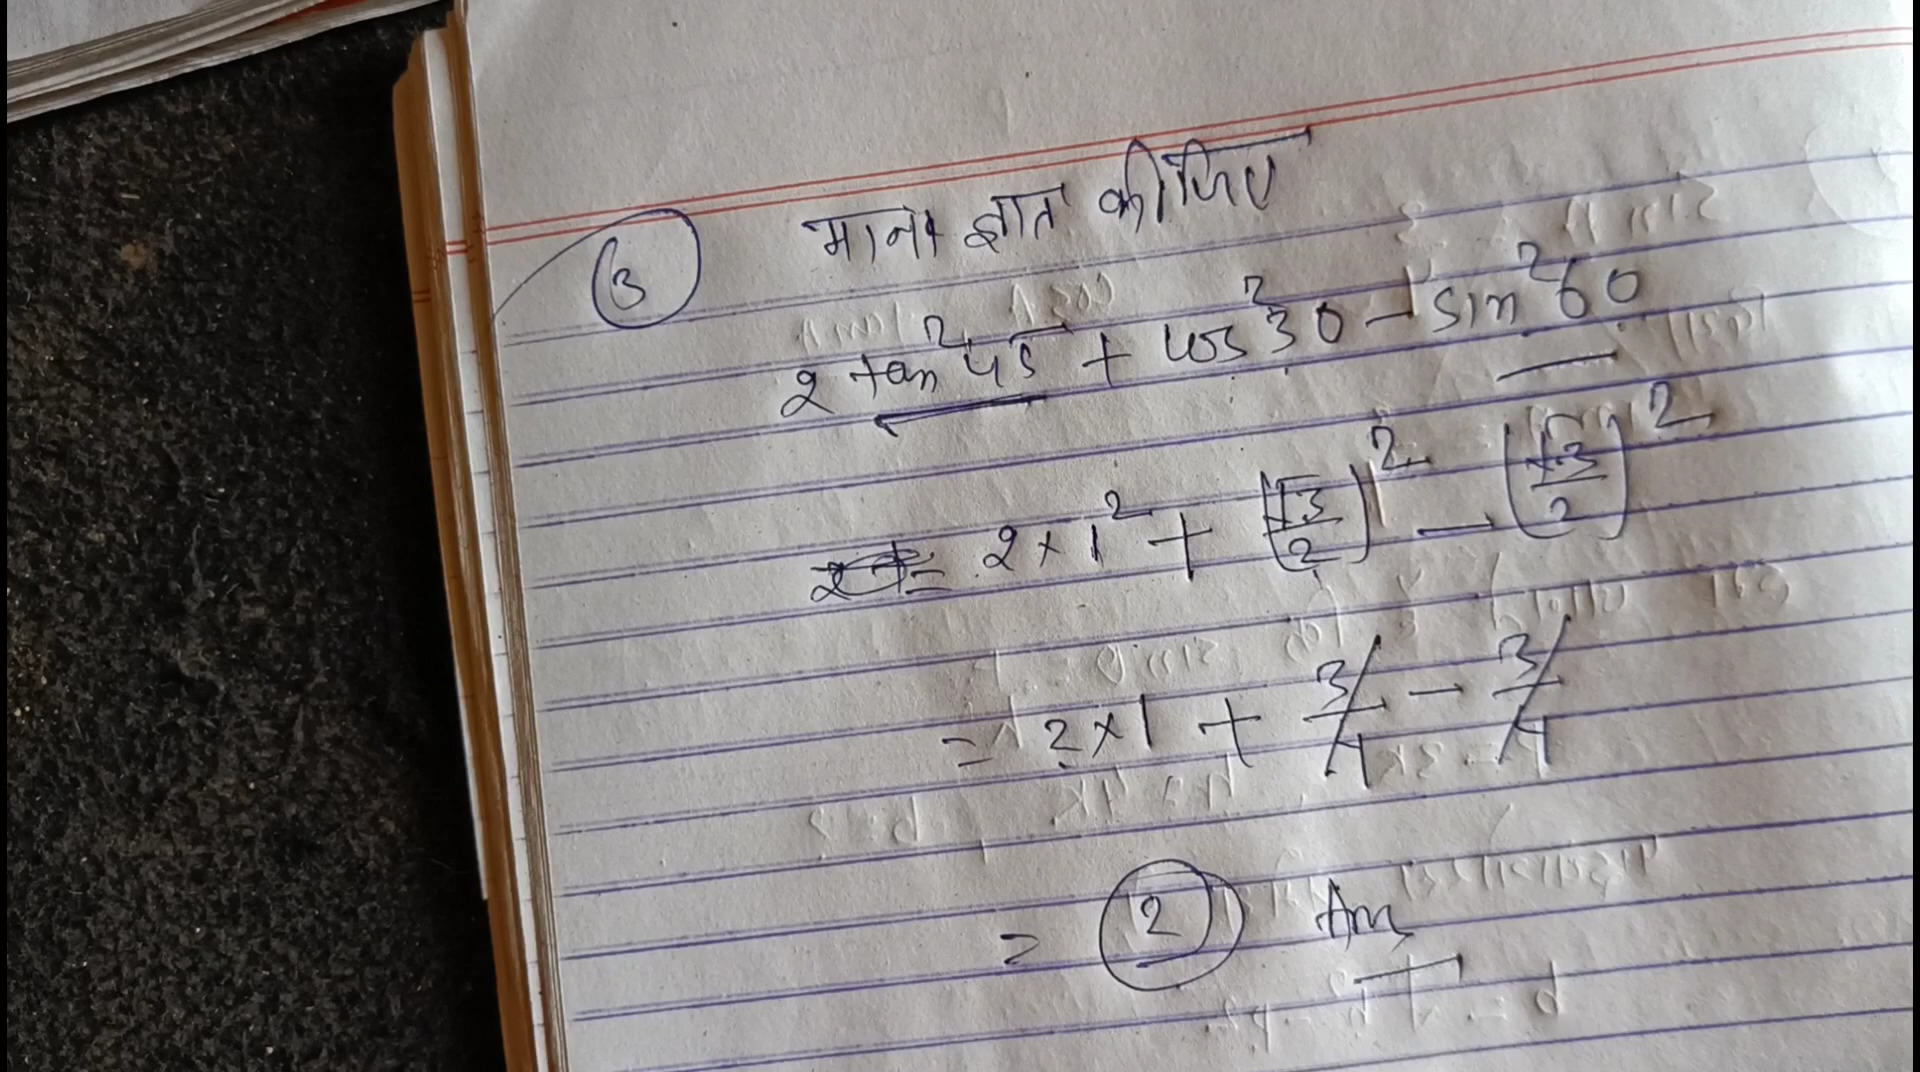 3 माना ज्ञात कीजिए
2 tan²45 + cos²30 - sin²60
= 2 × 1² + (√3/2)² - (√3/2)²
= 2 × 1 + 3/4 - 3/4
= 2 Ans